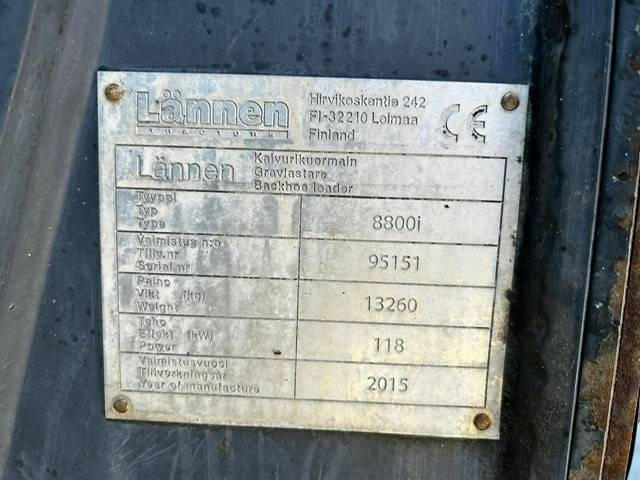 Lännen
TRACTORS
Hirvikoskentie 242
FI-32210 Loimaa
Finland
CE
Lännen
Kaivurikuormain
Grävlastare
Backhoe loader
Tyyppi
Typ
Type
8800i
Valmistus n:o
Tillv.nr
Serial nr
95151
Paino
Vikt (kg)
Weight
13260
Teho
Effekt (kW)
Power
118
Valmistusvuosi
Tillverkningsår
Year of manufacture
2015